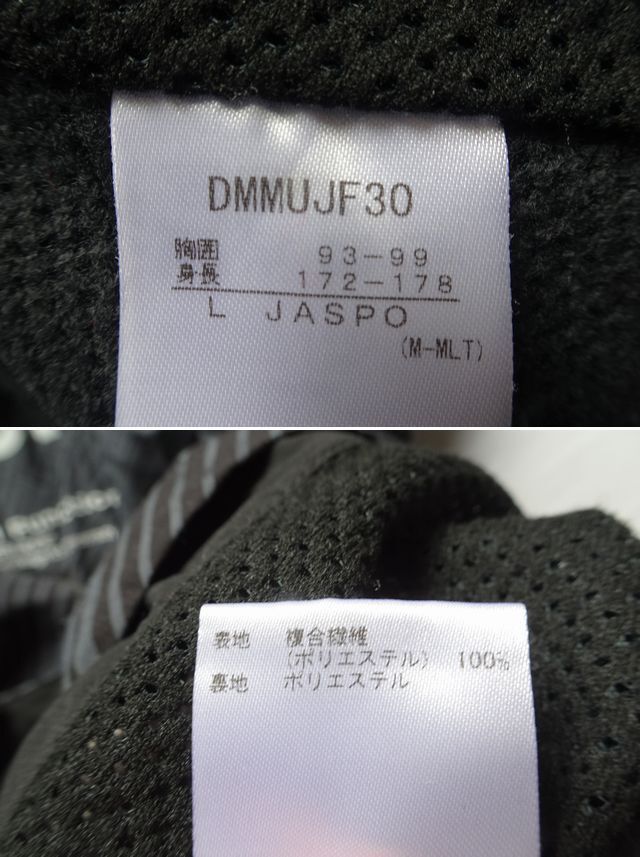 DMMUJF30
胸囲 93-99
身長 172-178
L JASPO
(M-MLT)
表地 複合繊維
(ポリエステル) 100%
裏地 ポリエステル